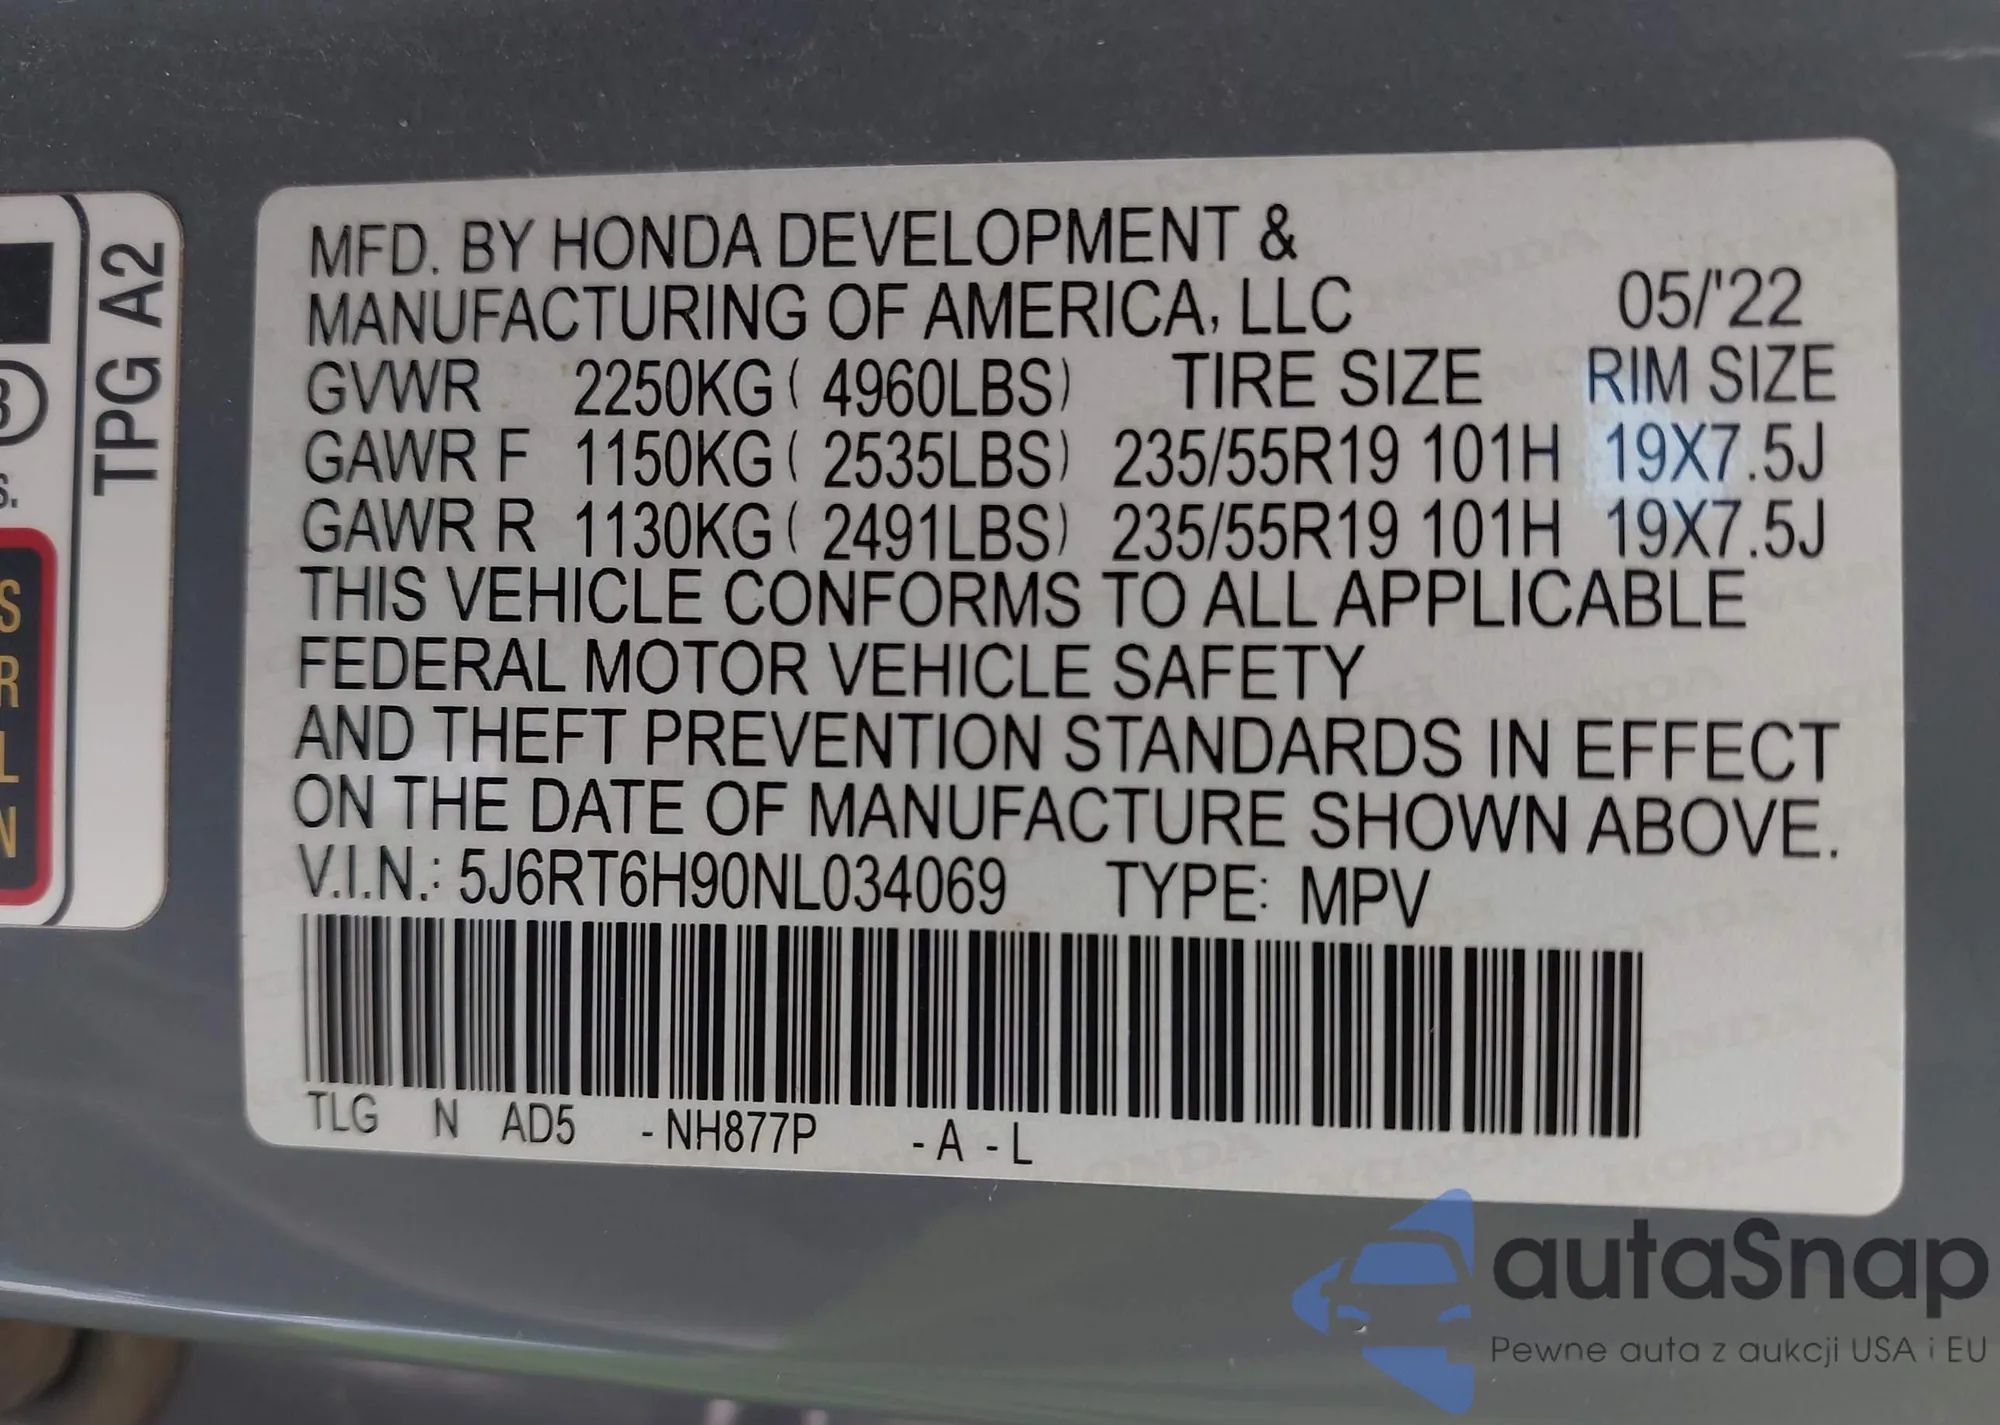 TPG A2
3
S.
S
R
L
N
MFD. BY HONDA DEVELOPMENT &
MANUFACTURING OF AMERICA, LLC 05/'22
GVWR 2250KG ( 4960LBS) TIRE SIZE RIM SIZE
GAWR F 1150KG ( 2535LBS) 235/55R19 101H 19X7.5J
GAWR R 1130KG ( 2491LBS) 235/55R19 101H 19X7.5J
THIS VEHICLE CONFORMS TO ALL APPLICABLE
FEDERAL MOTOR VEHICLE SAFETY
AND THEFT PREVENTION STANDARDS IN EFFECT
ON THE DATE OF MANUFACTURE SHOWN ABOVE.
V.I.N.: 5J6RT6H90NL034069 TYPE: MPV
TLG N AD5 -NH877P -A -L
autaSnap
Pewne auta z aukcji USA i EU